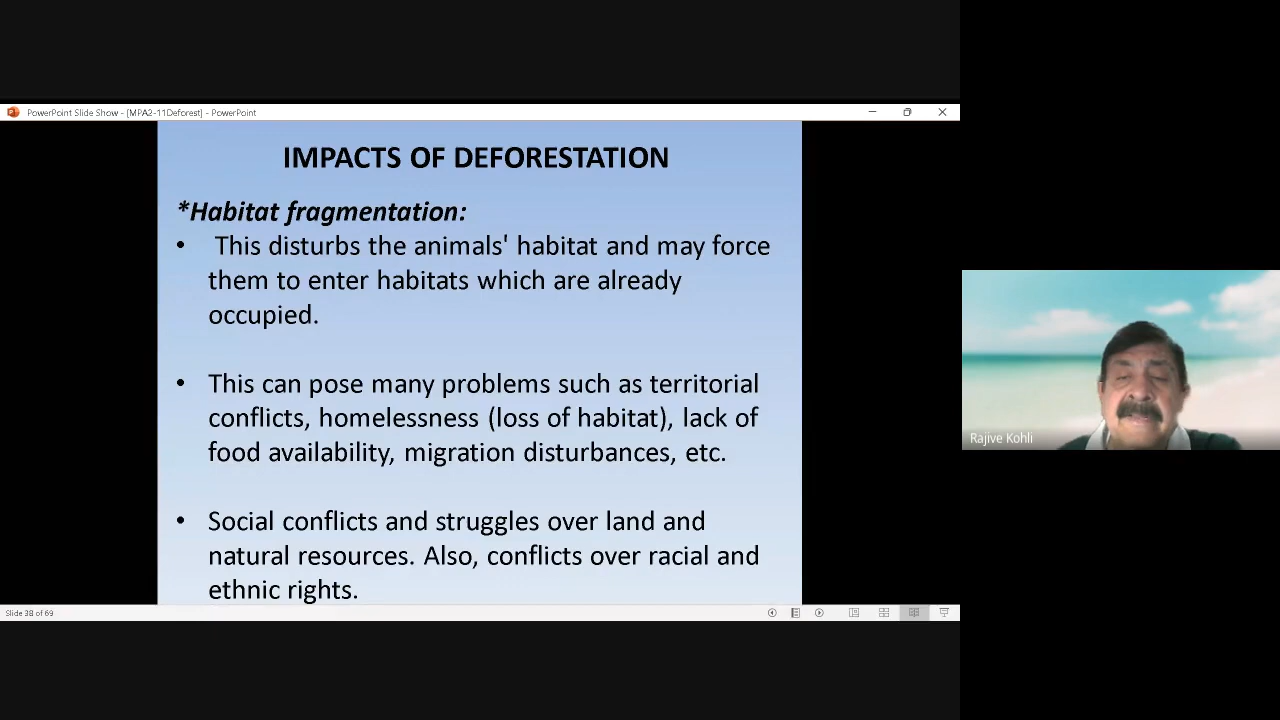 PowerPoint Slide Show - [MPA2-11Deforest] - PowerPoint
IMPACTS OF DEFORESTATION
*Habitat fragmentation:
• This disturbs the animals' habitat and may force
them to enter habitats which are already
occupied.
• This can pose many problems such as territorial
conflicts, homelessness (loss of habitat), lack of
food availability, migration disturbances, etc.
• Social conflicts and struggles over land and
natural resources. Also, conflicts over racial and
ethnic rights.
Slide 38 of 69
Rajive Kohli